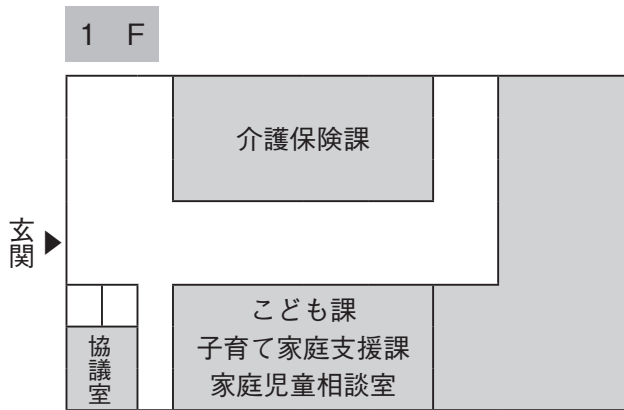 1 F
介護保険課
玄関
こども課
子育て家庭支援課
家庭児童相談室
協議室